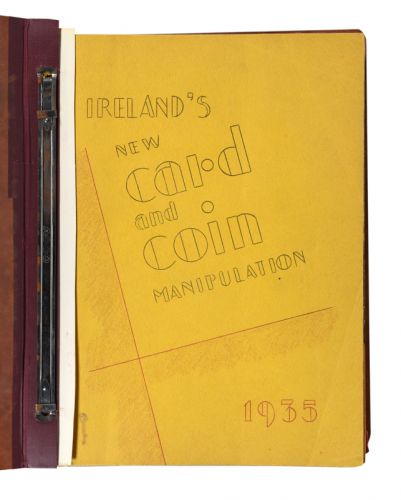 IRELAND'S
NEW
card
and
coin
MANIPULATION
1935